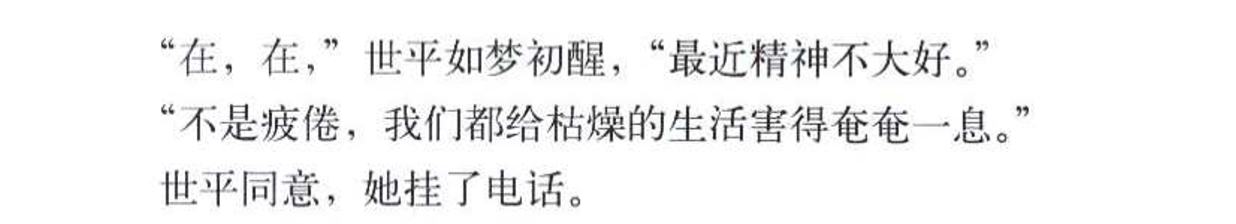 “在，在，”世平如梦初醒，“最近精神不大好。”
“不是疲倦，我们都给枯燥的生活害得奄奄一息。”
世平同意，她挂了电话。